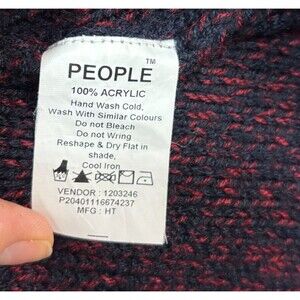 PEOPLE™
100% ACRYLIC
Hand Wash Cold,
Wash With Similar Colours
Do not Bleach
Do not Wring
Reshape & Dry Flat in
shade,
Cool Iron
VENDOR : 1203246
P20401116674237
MFG : HT